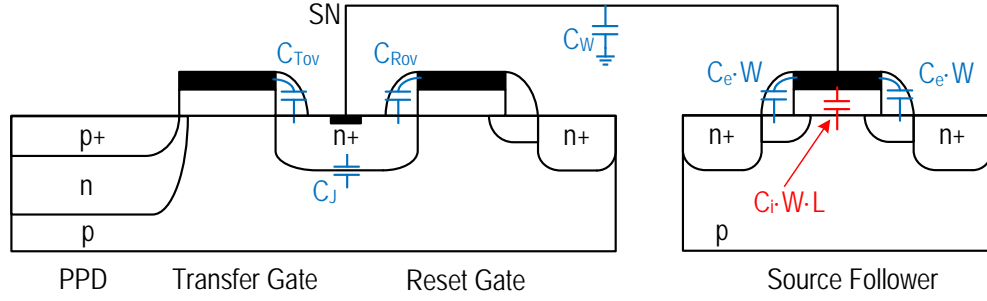 SN
C_W
C_Tov
C_Rov
C_e·W
C_e·W
p+
n+
n+
n+
n+
n
C_J
C_i·W·L
p
p
PPD
Transfer Gate
Reset Gate
Source Follower